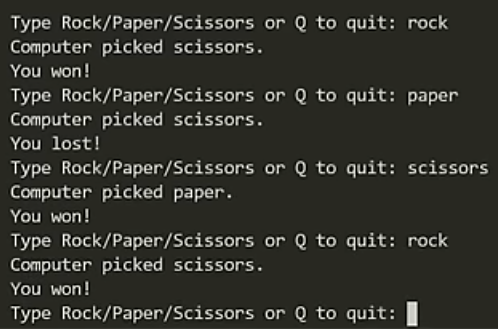 Type Rock/Paper/Scissors or Q to quit: rock
Computer picked scissors.
You won!
Type Rock/Paper/Scissors or Q to quit: paper
Computer picked scissors.
You lost!
Type Rock/Paper/Scissors or Q to quit: scissors
Computer picked paper.
You won!
Type Rock/Paper/Scissors or Q to quit: rock
Computer picked scissors.
You won!
Type Rock/Paper/Scissors or Q to quit: